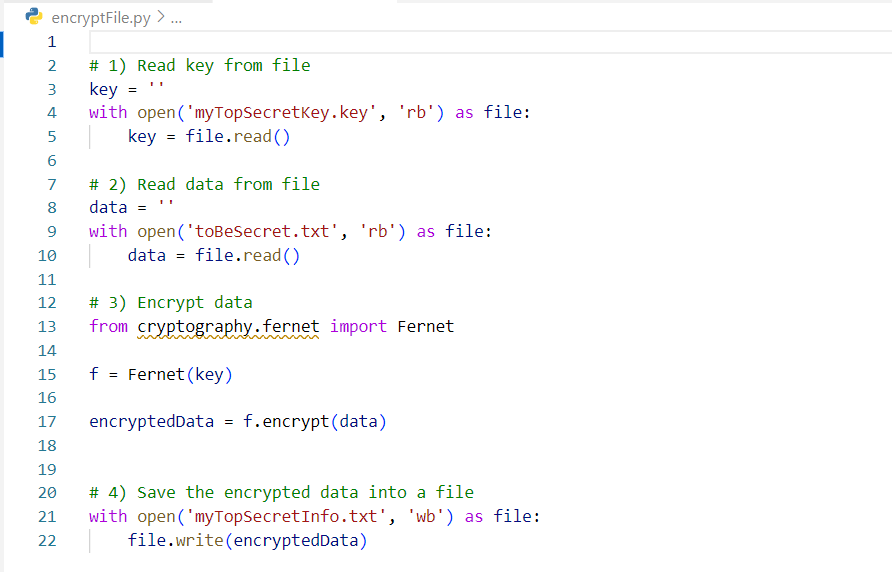 encryptFile.py > ...
1
2 # 1) Read key from file
3 key = ''
4 with open('myTopSecretKey.key', 'rb') as file:
5     key = file.read()
6
7 # 2) Read data from file
8 data = ''
9 with open('toBeSecret.txt', 'rb') as file:
10     data = file.read()
11
12 # 3) Encrypt data
13 from cryptography.fernet import Fernet
14
15 f = Fernet(key)
16
17 encryptedData = f.encrypt(data)
18
19
20 # 4) Save the encrypted data into a file
21 with open('myTopSecretInfo.txt', 'wb') as file:
22     file.write(encryptedData)